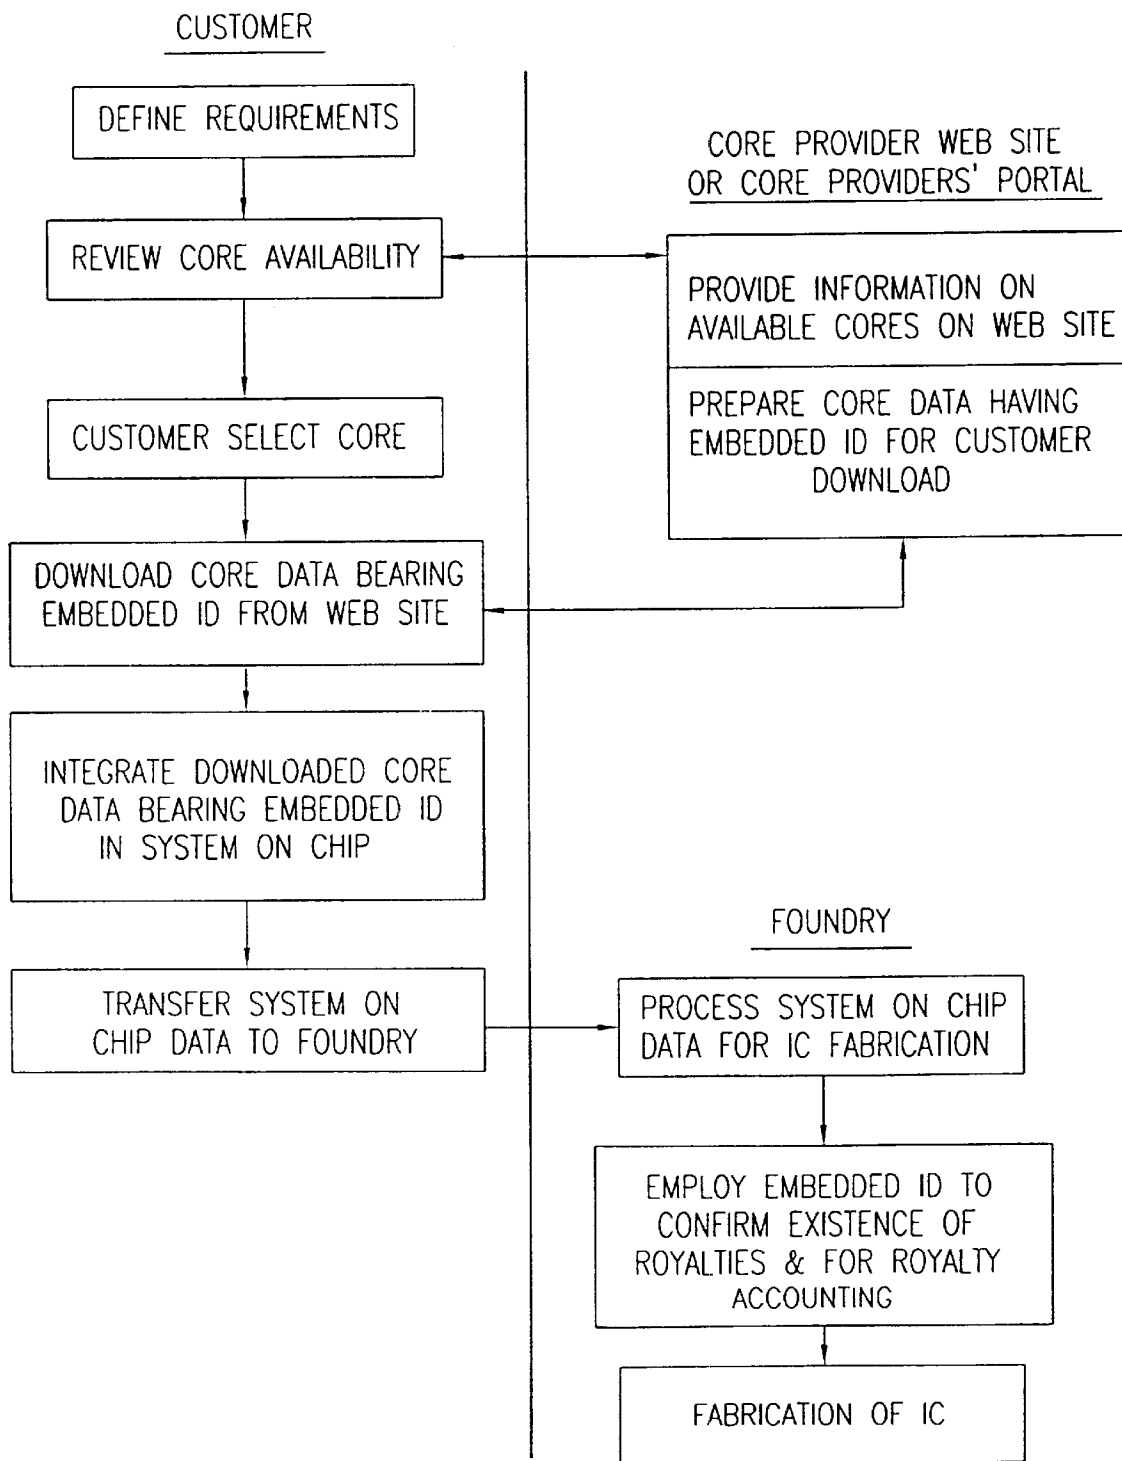 CUSTOMER
DEFINE REQUIREMENTS
REVIEW CORE AVAILABILITY
CUSTOMER SELECT CORE
DOWNLOAD CORE DATA BEARING
EMBEDDED ID FROM WEB SITE
INTEGRATE DOWNLOADED CORE
DATA BEARING EMBEDDED ID
IN SYSTEM ON CHIP
TRANSFER SYSTEM ON
CHIP DATA TO FOUNDRY
CORE PROVIDER WEB SITE
OR CORE PROVIDERS' PORTAL
PROVIDE INFORMATION ON
AVAILABLE CORES ON WEB SITE
PREPARE CORE DATA HAVING
EMBEDDED ID FOR CUSTOMER
DOWNLOAD
FOUNDRY
PROCESS SYSTEM ON CHIP
DATA FOR IC FABRICATION
EMPLOY EMBEDDED ID TO
CONFIRM EXISTENCE OF
ROYALTIES & FOR ROYALTY
ACCOUNTING
FABRICATION OF IC